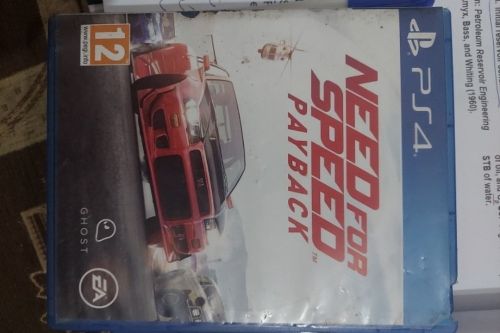 PS4
NEED FOR
SPEED™
PAYBACK
12
www.pegi.info
GHOST
EA
: Petroleum Reservoir Engineering
myx, Bass, and Whiting (1960).
STB of water.